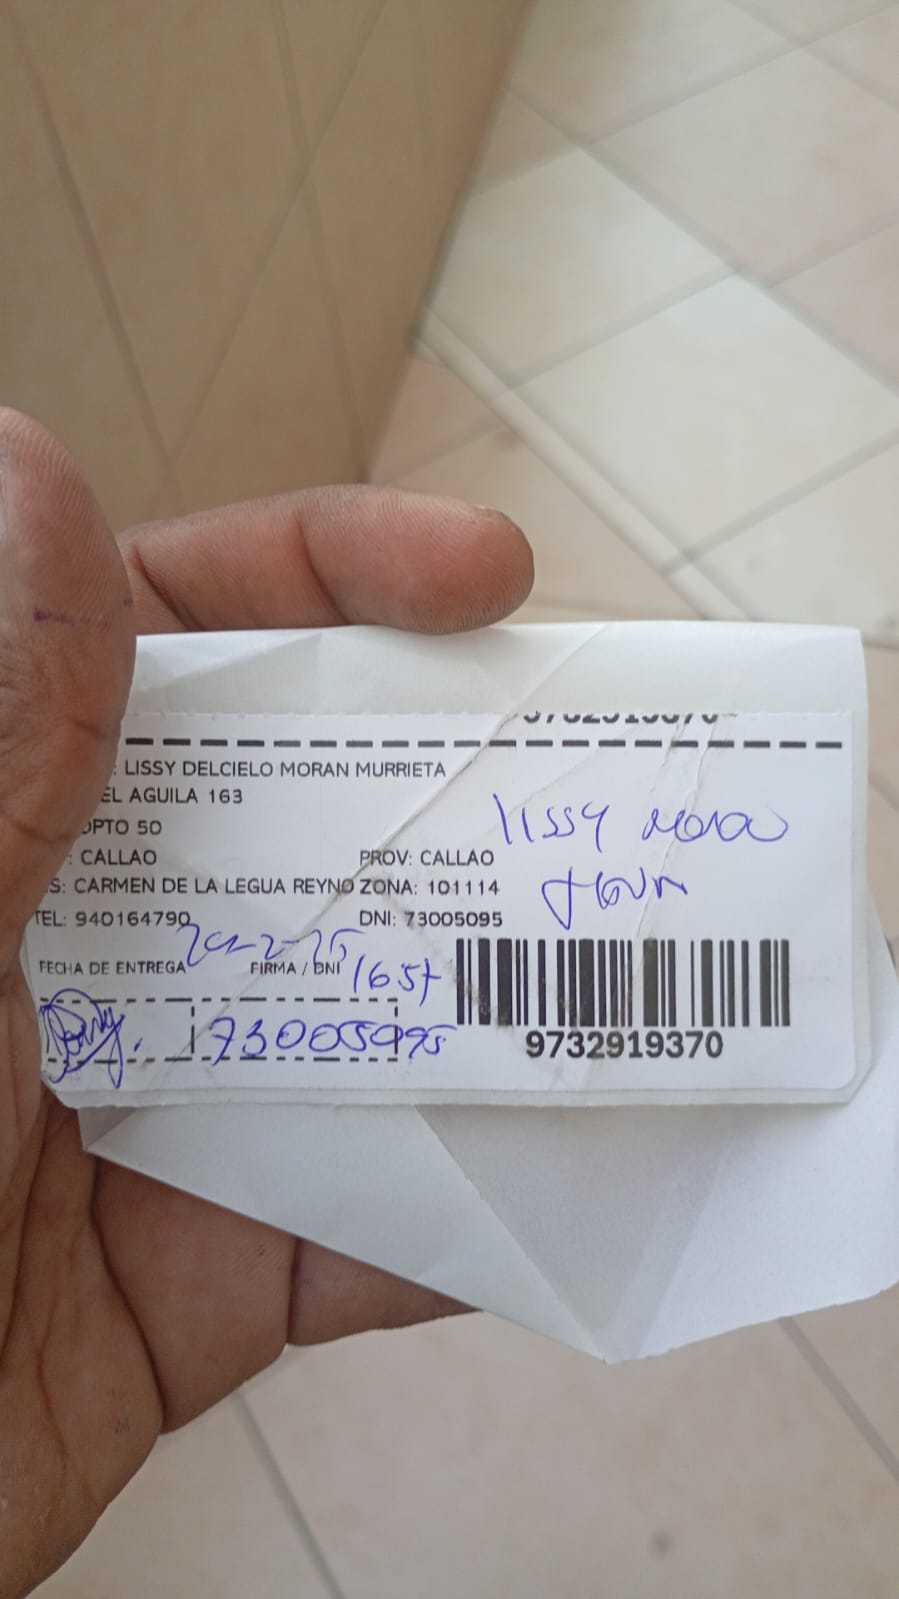 9732919370
: LISSY DELCIELO MORAN MURRIETA
EL AGUILA 163
DPTO 50
: CALLAO PROV: CALLAO
S: CARMEN DE LA LEGUA REYNO ZONA: 101114
TEL: 940164790 DNI: 73005095
lissy Moran
FECHA DE ENTREGA FIRMA / DNI
73005095
9732919370